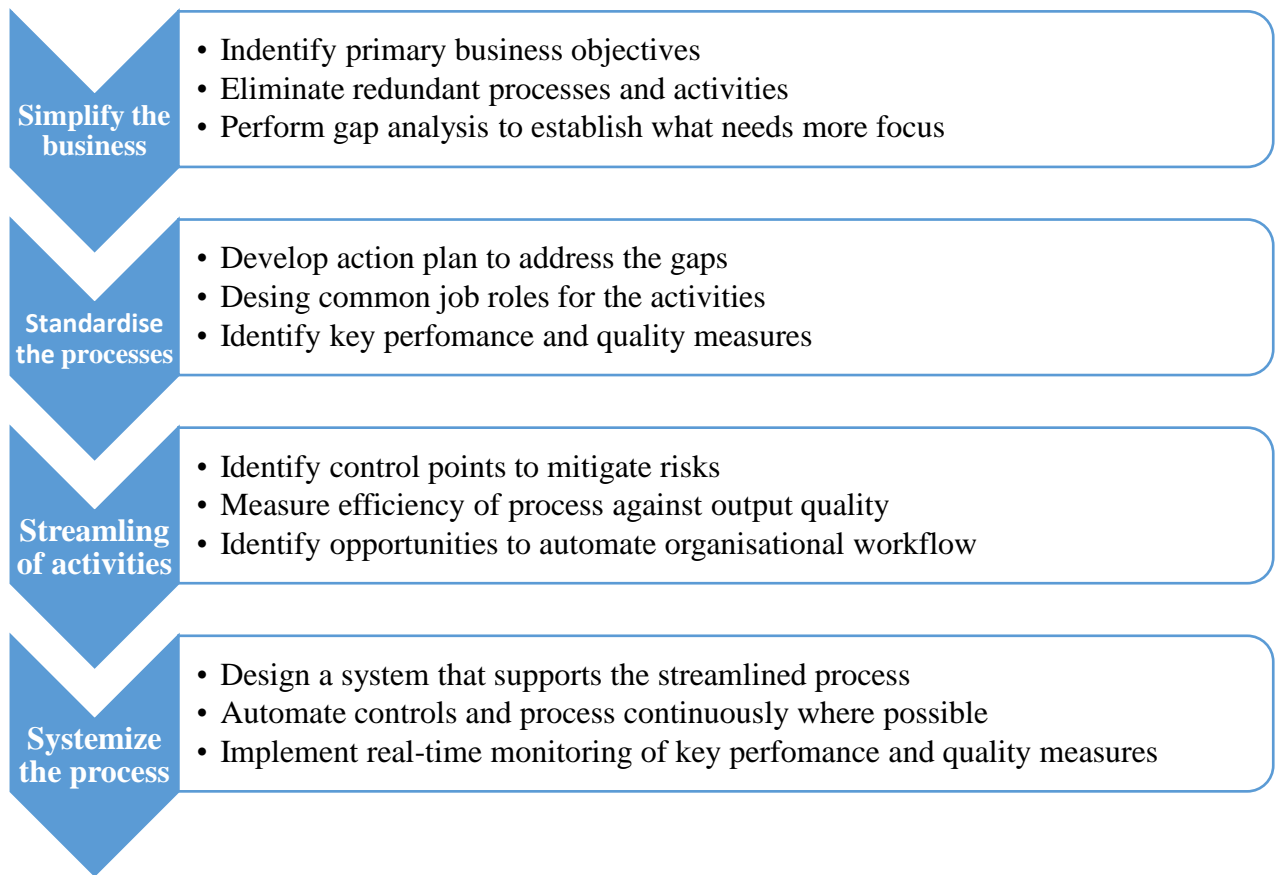 Simplify the
business
• Indentify primary business objectives
• Eliminate redundant processes and activities
• Perform gap analysis to establish what needs more focus
Standardise
the processes
• Develop action plan to address the gaps
• Desing common job roles for the activities
• Identify key perfomance and quality measures
Streamling
of activities
• Identify control points to mitigate risks
• Measure efficiency of process against output quality
• Identify opportunities to automate organisational workflow
Systemize
the process
• Design a system that supports the streamlined process
• Automate controls and process continuously where possible
• Implement real-time monitoring of key perfomance and quality measures